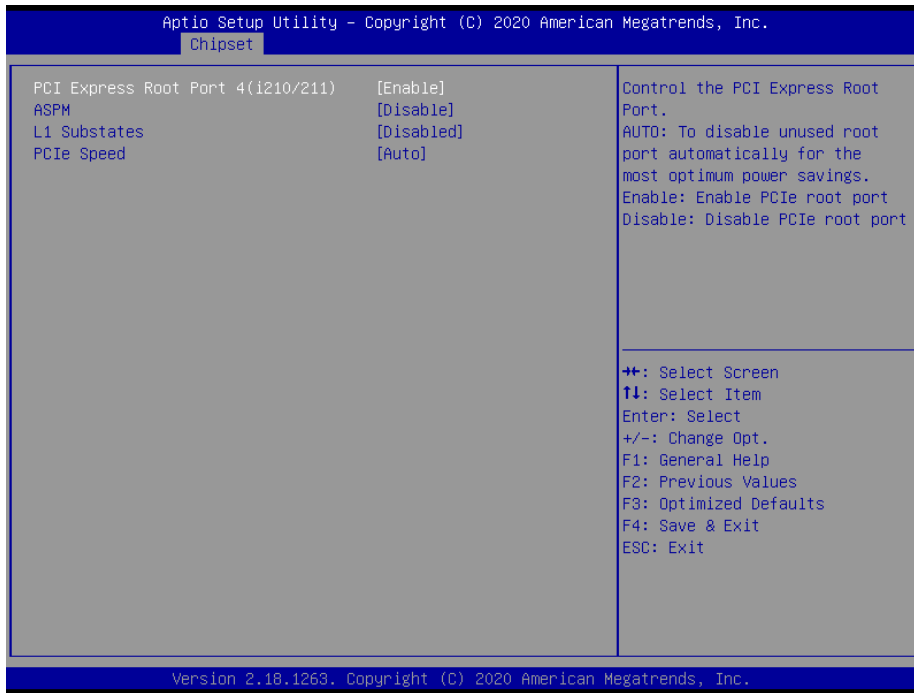 Aptio Setup Utility – Copyright (C) 2020 American Megatrends, Inc.
Chipset
PCI Express Root Port 4(i210/211) [Enable]
ASPM [Disable]
L1 Substates [Disabled]
PCIe Speed [Auto]
Control the PCI Express Root
Port.
AUTO: To disable unused root
port automatically for the
most optimum power savings.
Enable: Enable PCIe root port
Disable: Disable PCIe root port
→←: Select Screen
↑↓: Select Item
Enter: Select
+/-: Change Opt.
F1: General Help
F2: Previous Values
F3: Optimized Defaults
F4: Save & Exit
ESC: Exit
Version 2.18.1263. Copyright (C) 2020 American Megatrends, Inc.